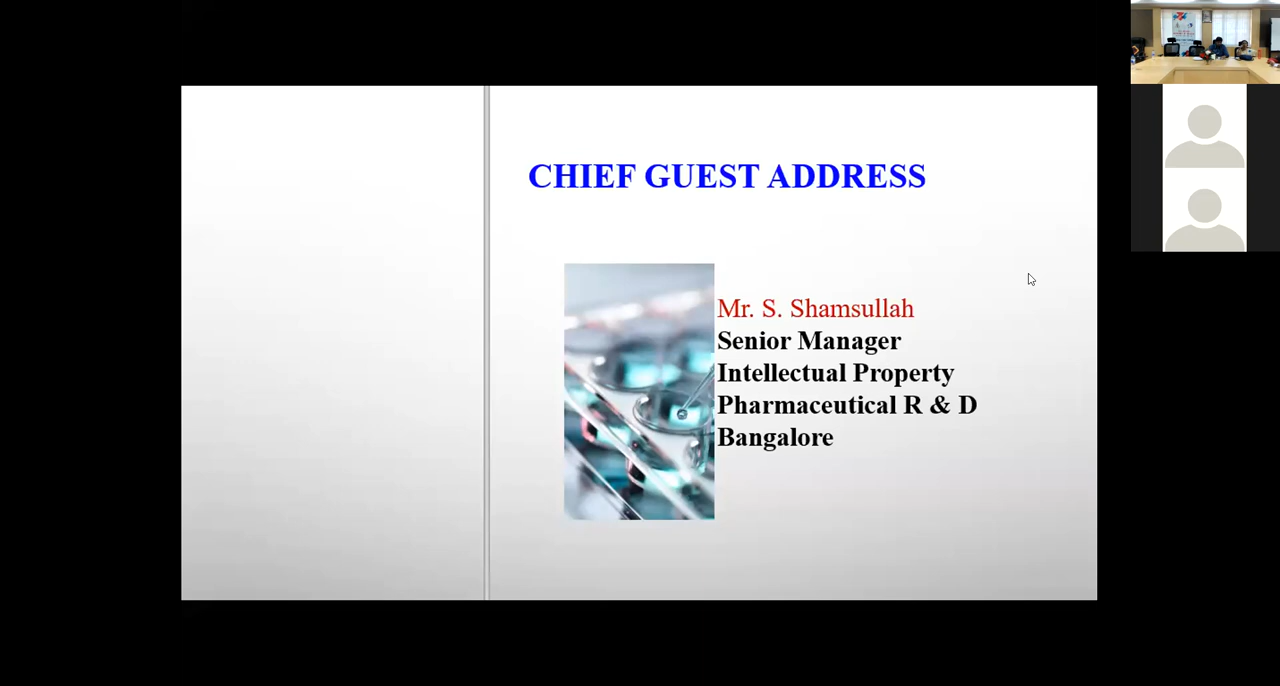 CHIEF GUEST ADDRESS
Mr. S. Shamsullah
Senior Manager
Intellectual Property
Pharmaceutical R & D
Bangalore